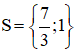 S = {7/3; 1}